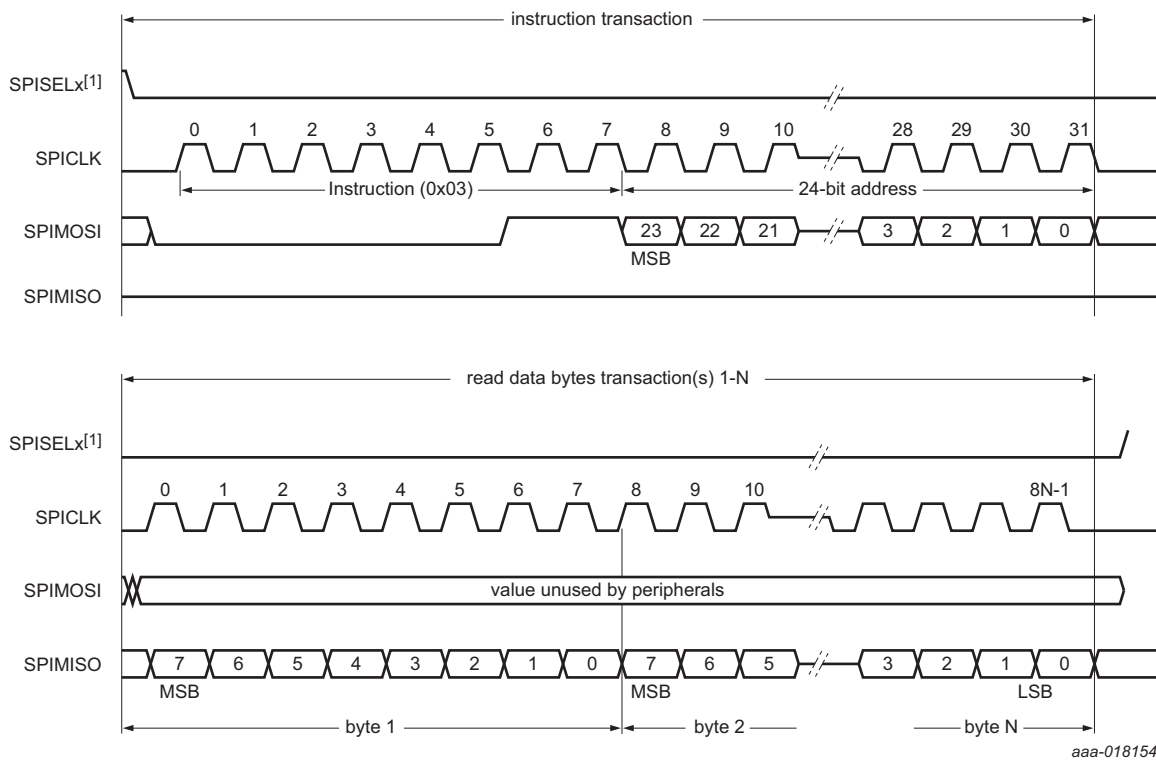 instruction transaction
SPISELx[1]
0 1 2 3 4 5 6 7 8 9 10 28 29 30 31
SPICLK
Instruction (0x03) 24-bit address
SPIMOSI 23 22 21 3 2 1 0
MSB
SPIMISO
read data bytes transaction(s) 1-N
SPISELx[1]
0 1 2 3 4 5 6 7 8 9 10 8N-1
SPICLK
SPIMOSI value unused by peripherals
SPIMISO 7 6 5 4 3 2 1 0 7 6 5 3 2 1 0
MSB MSB LSB
byte 1 byte 2 byte N
aaa-018154